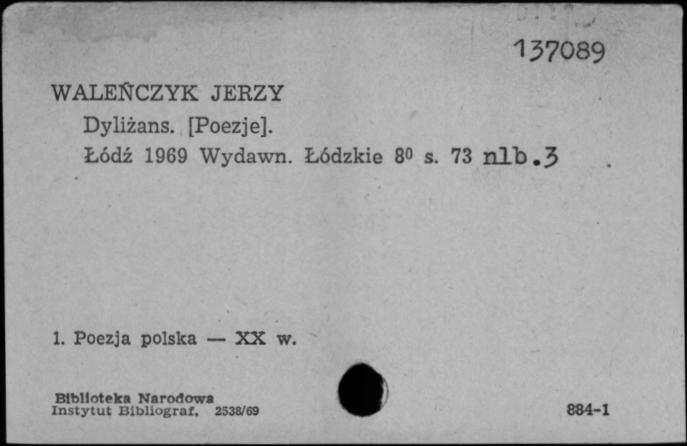 137089
WALEŃCZYK JERZY
Dyliżans. [Poezje].
Łódź 1969 Wydawn. Łódzkie 8⁰ s. 73 nlb.3
1. Poezja polska — XX w.
Biblioteka Narodowa
Instytut Bibliograf. 2538/69
884-1